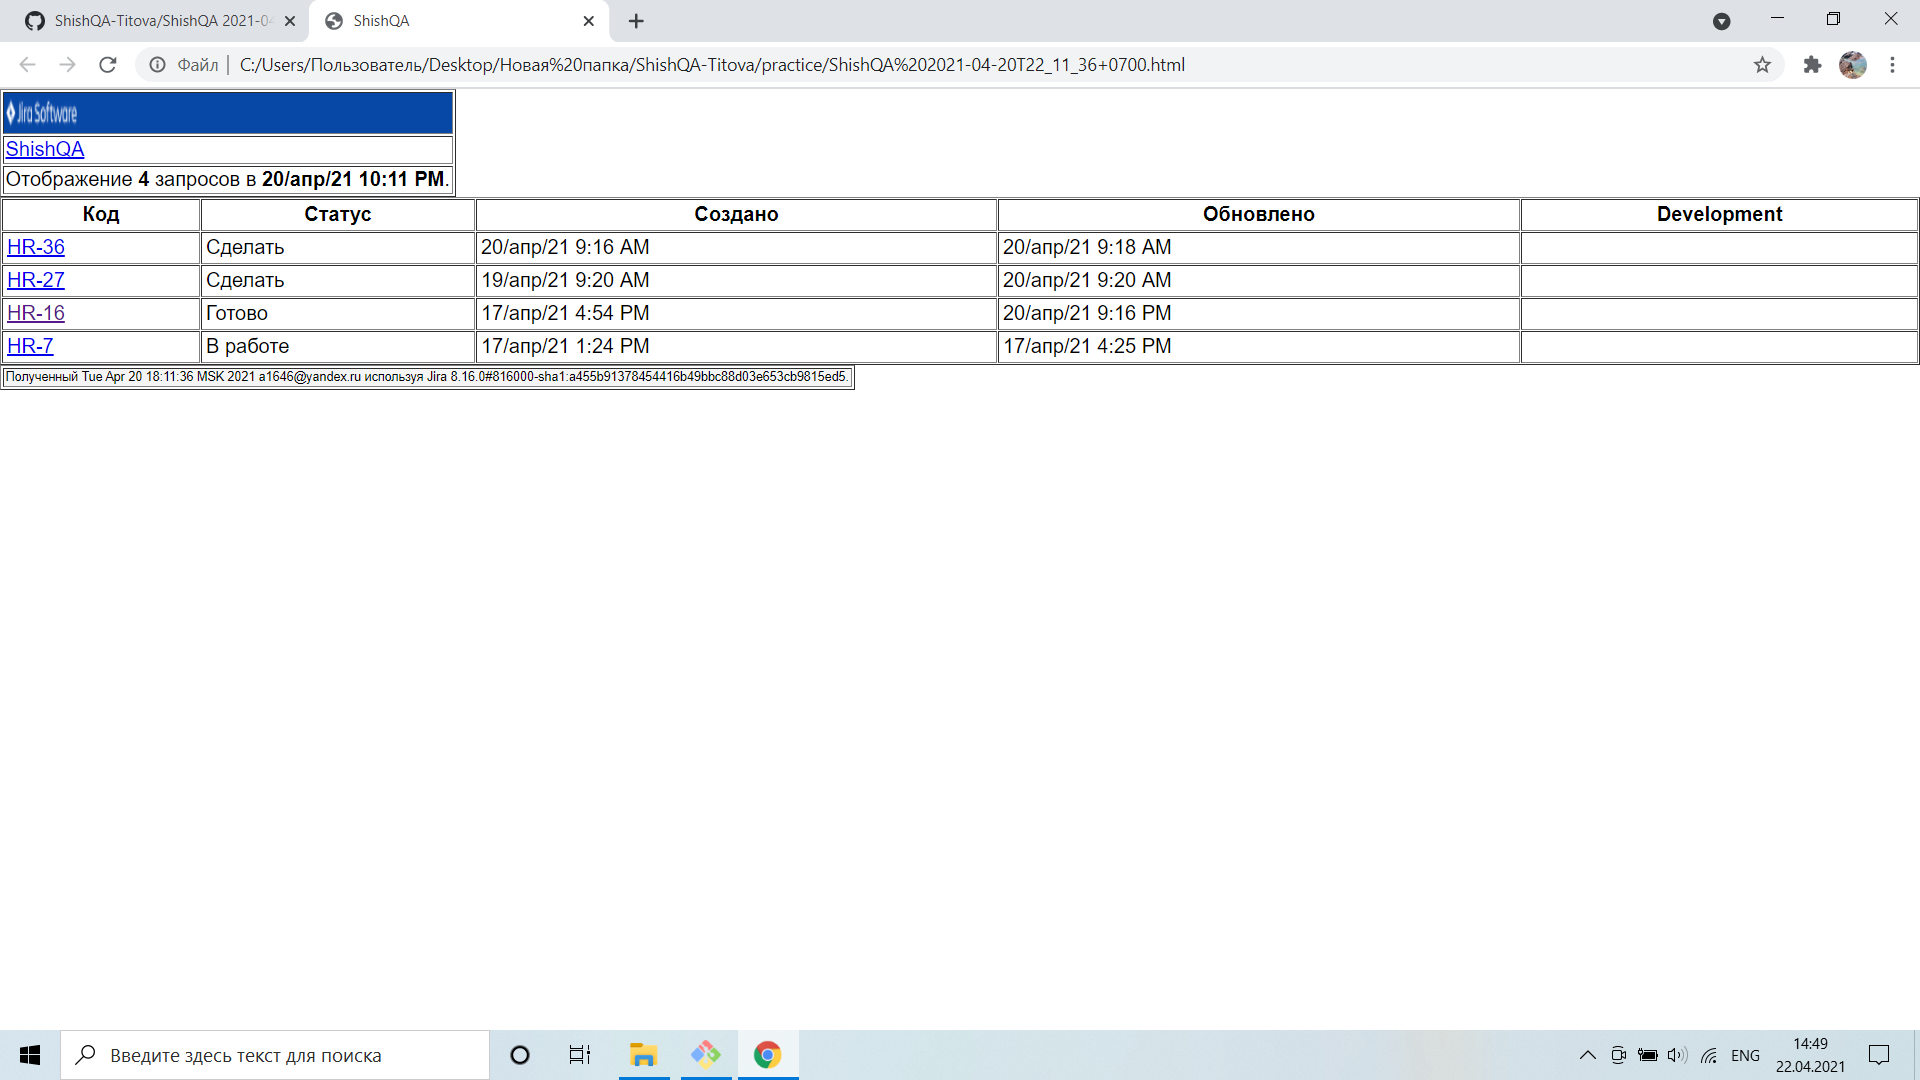 ShishQA-Titova/ShishQA 2021-04
ShishQA
Файл | C:/Users/Пользователь/Desktop/Новая%20папка/ShishQA-Titova/practice/ShishQA%202021-04-20T22_11_36+0700.html
Jira Software
ShishQA
Отображение 4 запросов в 20/апр/21 10:11 PM.
Код Статус Создано Обновлено Development
HR-36 Сделать 20/апр/21 9:16 AM 20/апр/21 9:18 AM
HR-27 Сделать 19/апр/21 9:20 AM 20/апр/21 9:20 AM
HR-16 Готово 17/апр/21 4:54 PM 20/апр/21 9:16 PM
HR-7 В работе 17/апр/21 1:24 PM 17/апр/21 4:25 PM
Полученный Tue Apr 20 18:11:36 MSK 2021 a1646@yandex.ru используя Jira 8.16.0#816000-sha1:a455b91378454416b49bbc88d03e653cb9815ed5.
Введите здесь текст для поиска
ENG
14:49
22.04.2021